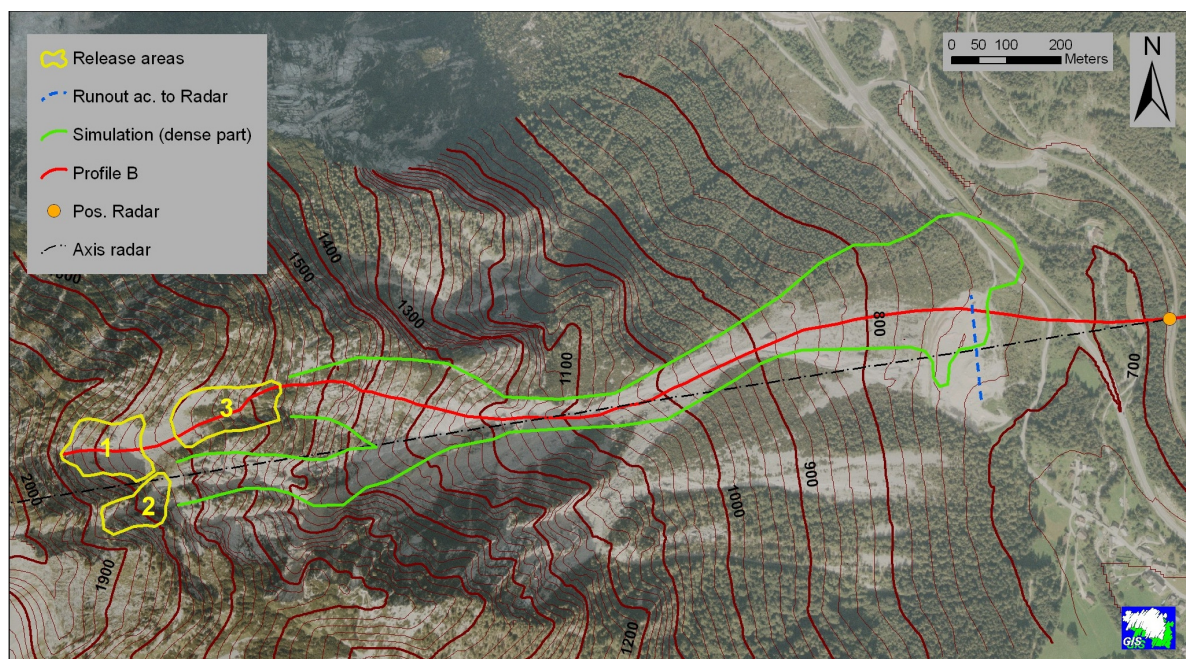 Release areas
Runout ac. to Radar
Simulation (dense part)
Profile B
Pos. Radar
Axis radar
0 50 100 200
Meters
N
1400
1500
1300
1100
800
700
3
1
2
2000
1900
1000
900
1200
GIS